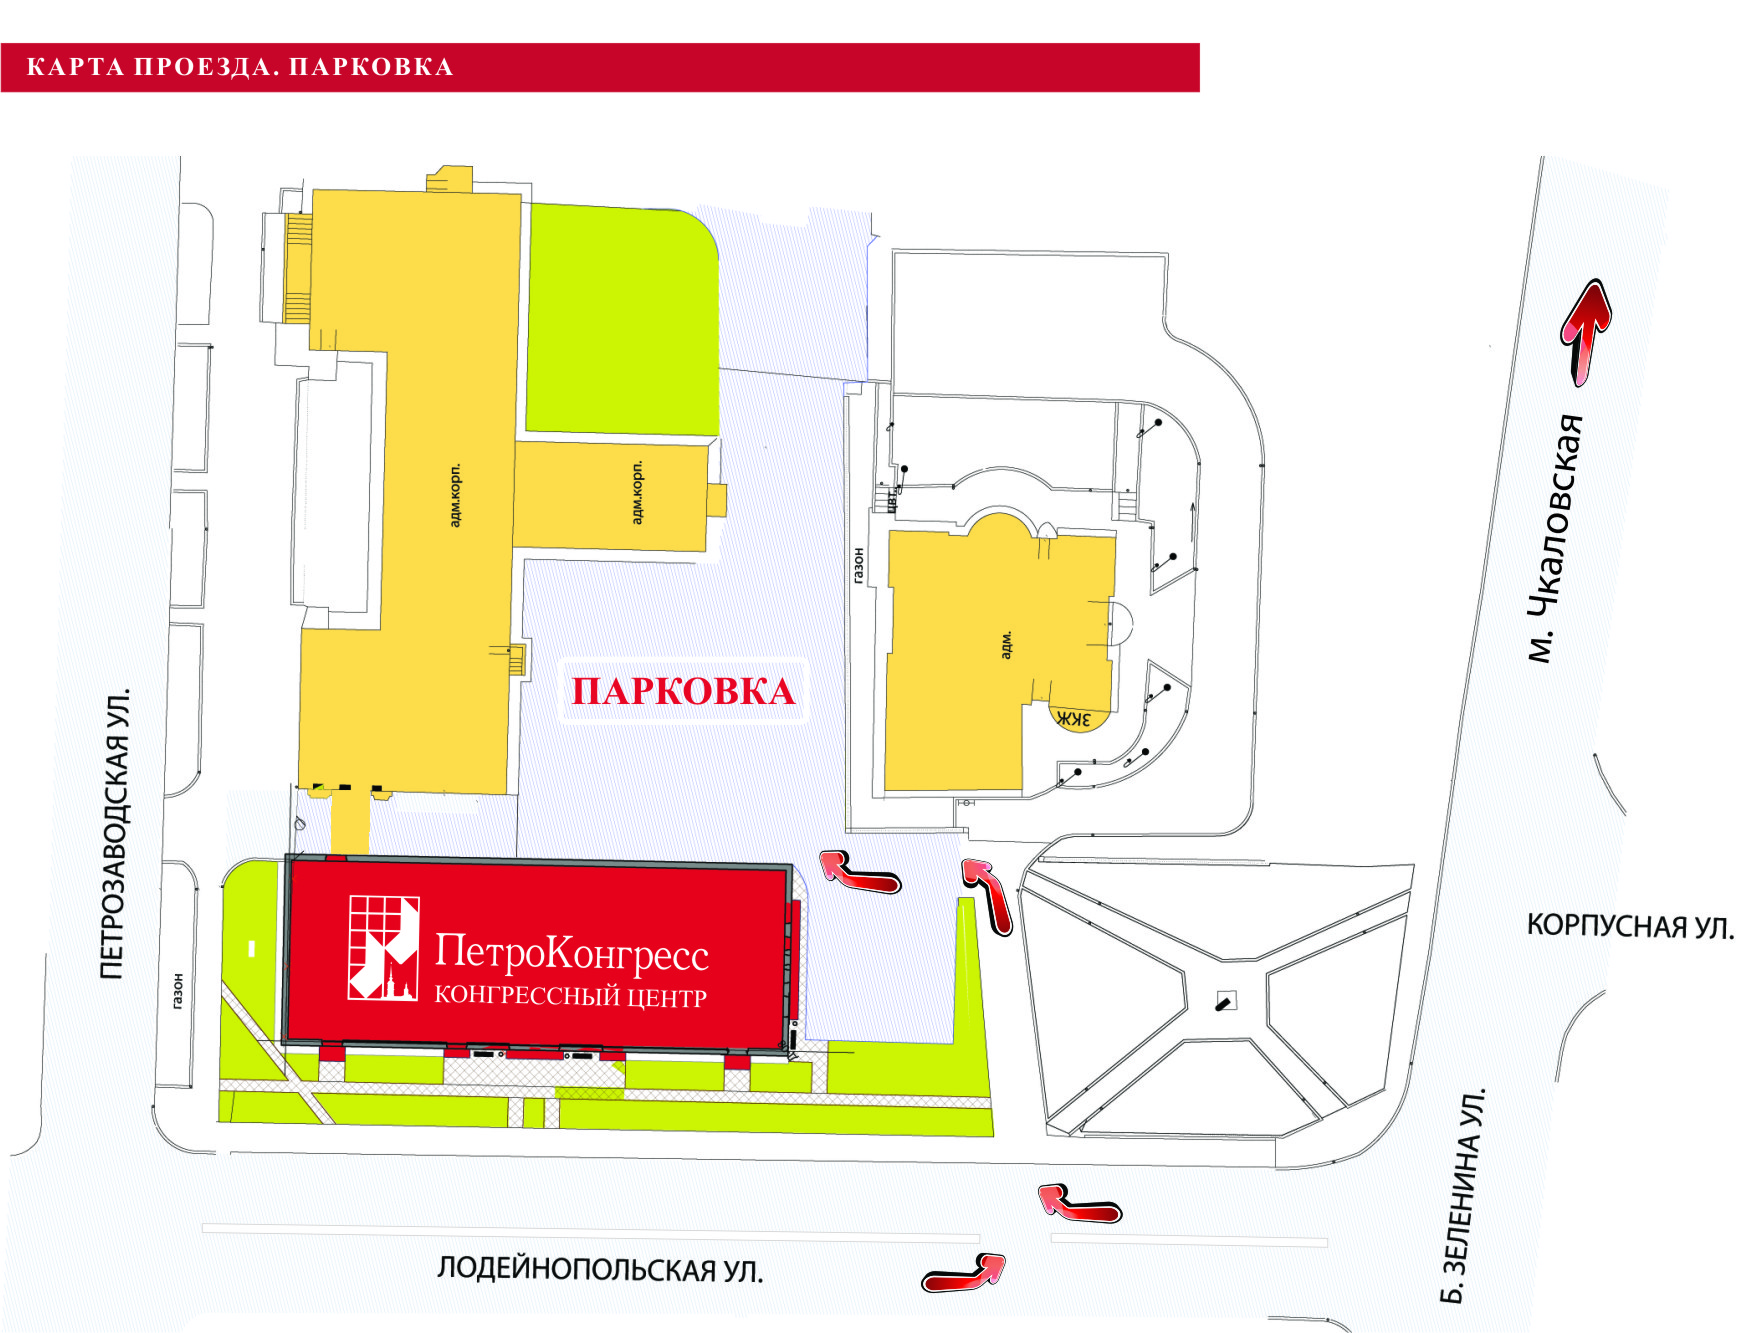 КАРТА ПРОЕЗДА. ПАРКОВКА
адм.корп.
адм.корп.
цвт.
газон
адм.
ЗКЖ
м. Чкаловская
ПАРКОВКА
ПЕТРОЗАВОДСКАЯ УЛ.
КОРПУСНАЯ УЛ.
газон
ПетроКонгресс
КОНГРЕССНЫЙ ЦЕНТР
Б. ЗЕЛЕНИНА УЛ.
ЛОДЕЙНОПОЛЬСКАЯ УЛ.